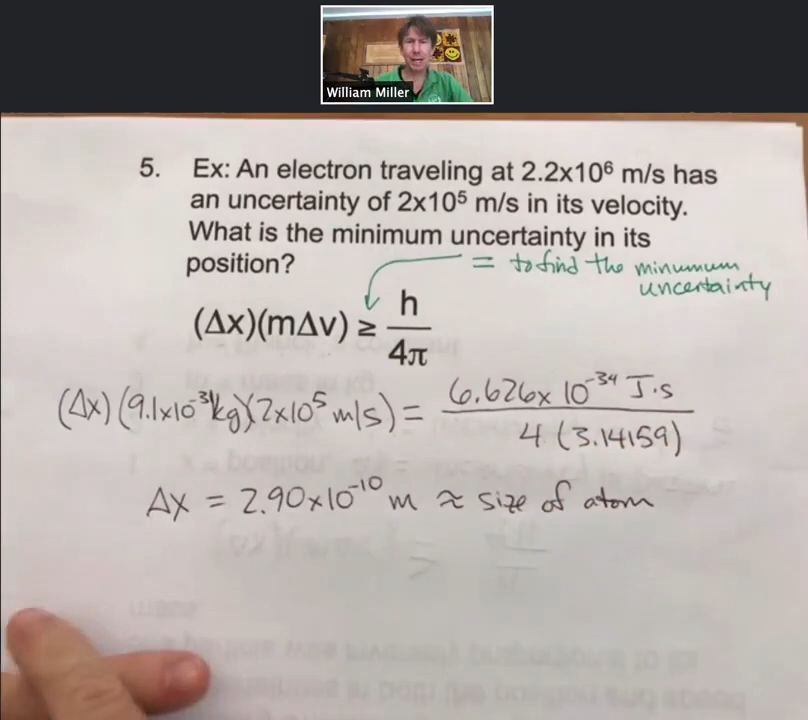 William Miller
5. Ex: An electron traveling at 2.2x10⁶ m/s has
an uncertainty of 2x10⁵ m/s in its velocity.
What is the minimum uncertainty in its
position?
= to find the minumum
uncertainty
(Δx)(mΔv) ≥ h/4π
(Δx)(9.1x10⁻³¹kg)(2x10⁵ m/s) = 6.626x10⁻³⁴ J·s / 4(3.14159)
Δx = 2.90x10⁻¹⁰ m ≈ size of atom